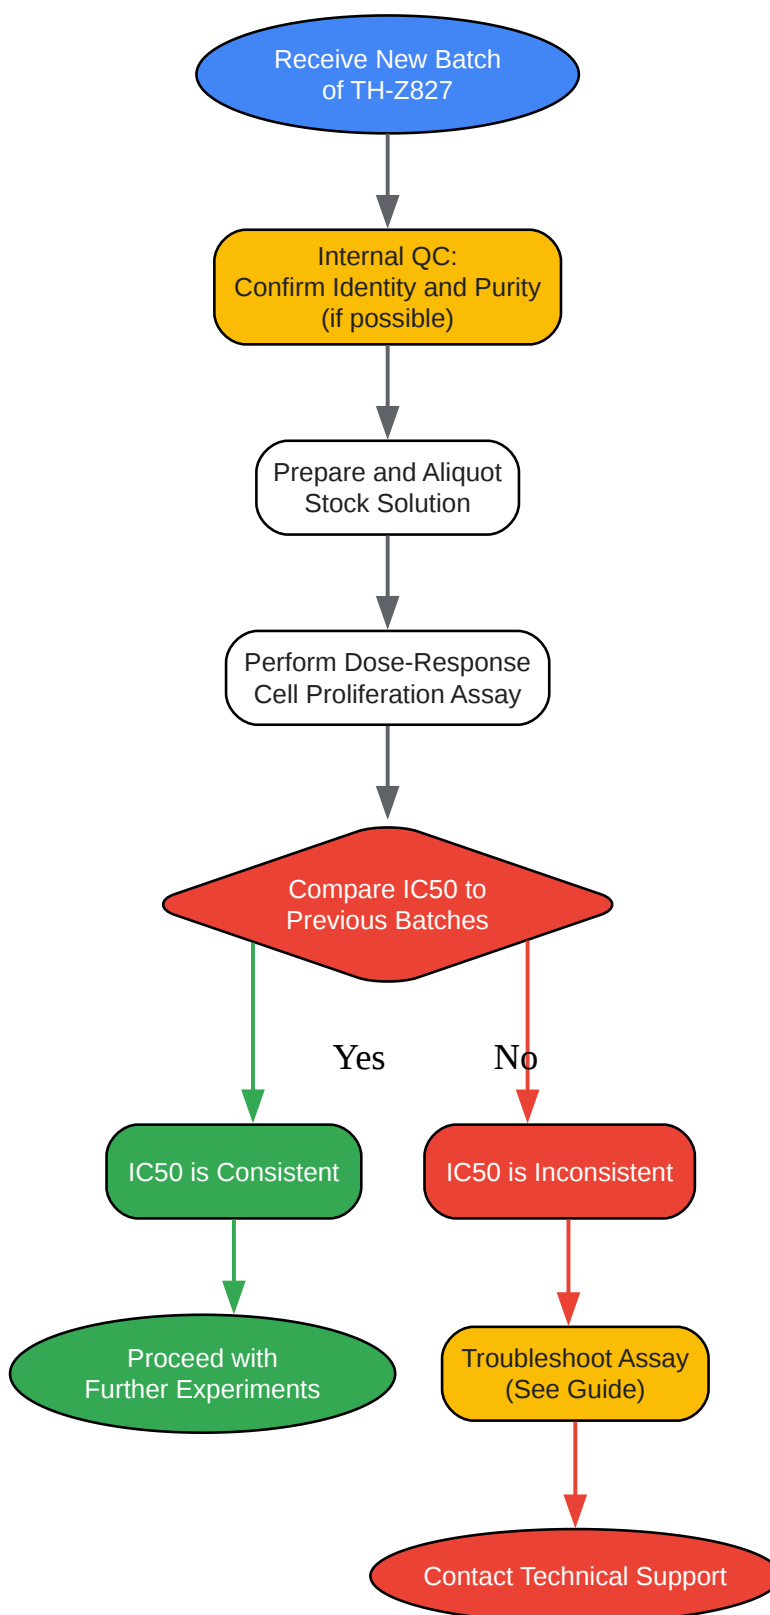 Receive New Batch
of TH-Z827
Internal QC:
Confirm Identity and Purity
(if possible)
Prepare and Aliquot
Stock Solution
Perform Dose-Response
Cell Proliferation Assay
Compare IC50 to
Previous Batches
Yes
No
IC50 is Consistent
IC50 is Inconsistent
Proceed with
Further Experiments
Troubleshoot Assay
(See Guide)
Contact Technical Support